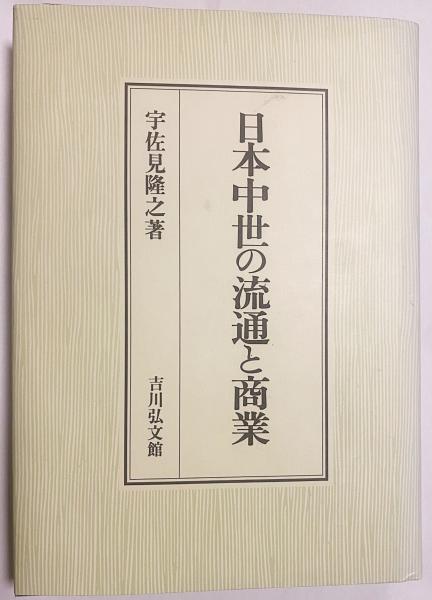 日本中世の流通と商業
宇佐見隆之著
吉川弘文館